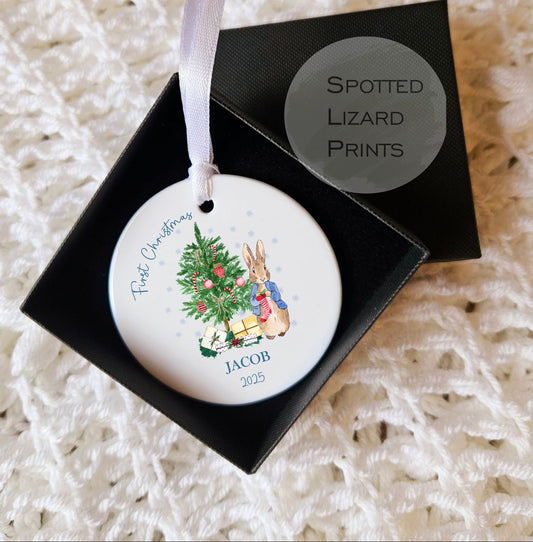 SPOTTED
LIZARD
PRINTS
First Christmas
JACOB
2025